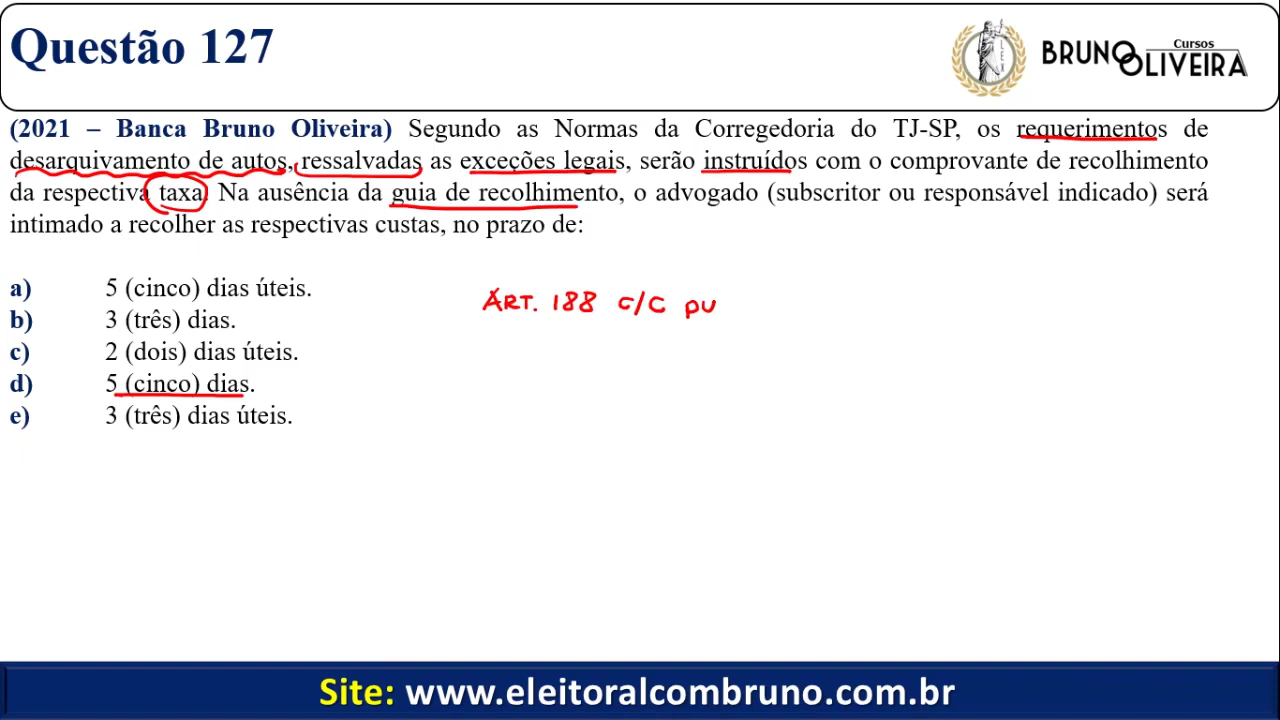 Questão 127
Cursos
BRUNO OLIVEIRA
LEX
(2021 – Banca Bruno Oliveira) Segundo as Normas da Corregedoria do TJ-SP, os requerimentos de
desarquivamento de autos, ressalvadas as exceções legais, serão instruídos com o comprovante de recolhimento
da respectiva taxa. Na ausência da guia de recolhimento, o advogado (subscritor ou responsável indicado) será
intimado a recolher as respectivas custas, no prazo de:
a) 5 (cinco) dias úteis.
b) 3 (três) dias.
ART. 188 C/C PU
c) 2 (dois) dias úteis.
d) 5 (cinco) dias.
e) 3 (três) dias úteis.
Site: www.eleitoralcombruno.com.br